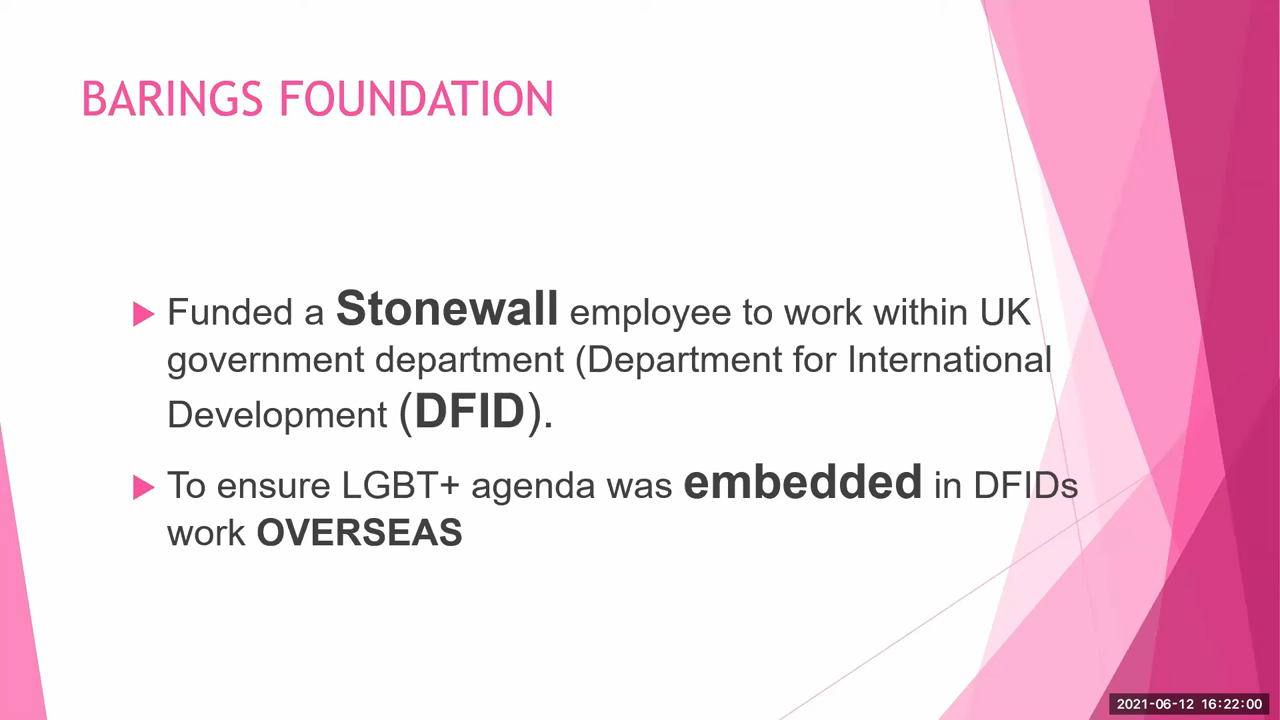 BARINGS FOUNDATION
Funded a Stonewall employee to work within UK
government department (Department for International
Development (DFID).
To ensure LGBT+ agenda was embedded in DFIDs
work OVERSEAS
2021-06-12 16:22:00